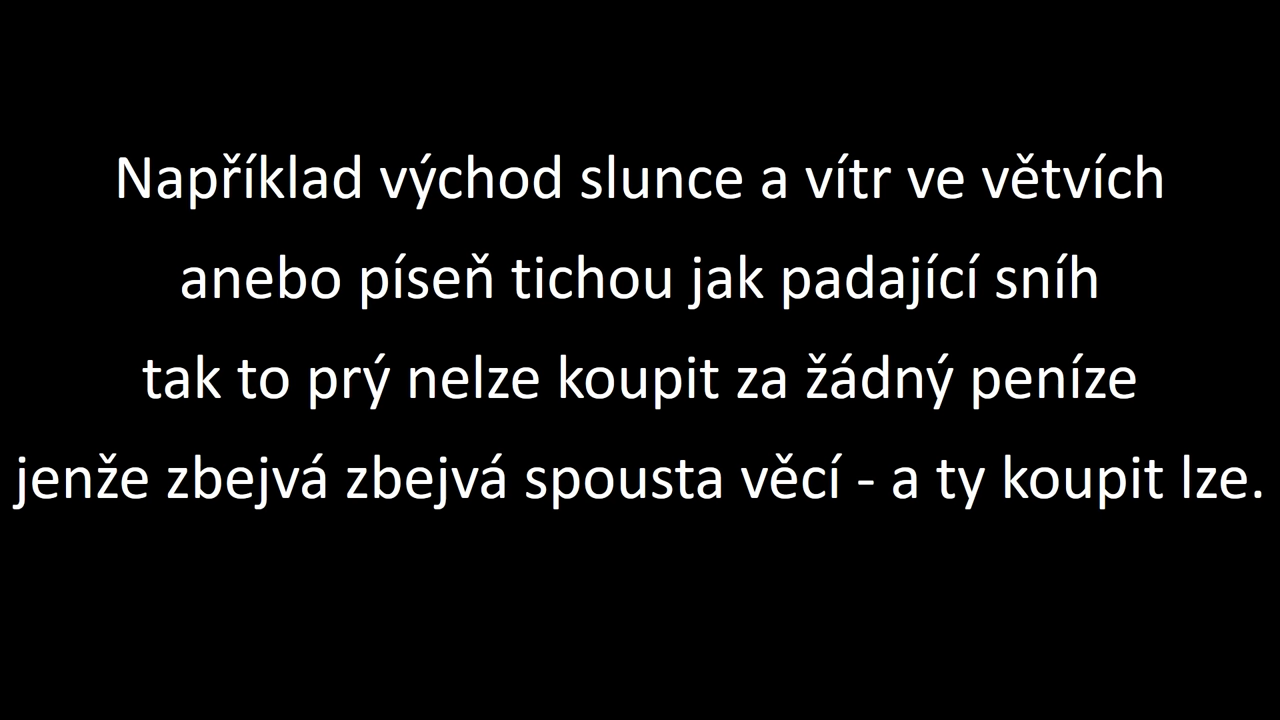 Například východ slunce a vítr ve větvích
anebo píseň tichou jak padající sníh
tak to prý nelze koupit za žádný peníze
jenže zbejvá zbejvá spousta věcí - a ty koupit lze.